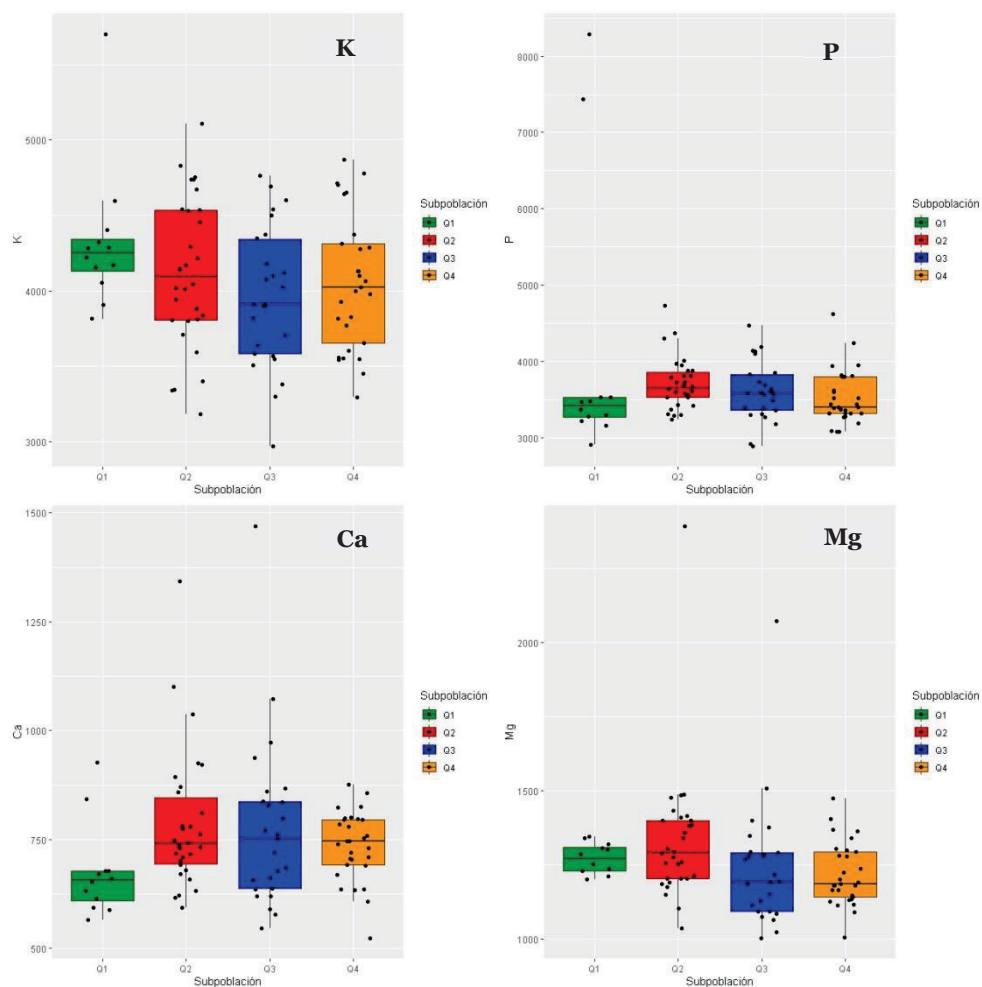 K
K
5000
4000
3000
Q1 Q2 Q3 Q4
Subpoblación
Subpoblación
Q1
Q2
Q3
Q4
P
P
8000
7000
6000
5000
4000
3000
Q1 Q2 Q3 Q4
Subpoblación
Subpoblación
Q1
Q2
Q3
Q4
Ca
Ca
1500
1250
1000
750
500
Q1 Q2 Q3 Q4
Subpoblación
Subpoblación
Q1
Q2
Q3
Q4
Mg
Mg
2000
1500
1000
Q1 Q2 Q3 Q4
Subpoblación
Subpoblación
Q1
Q2
Q3
Q4